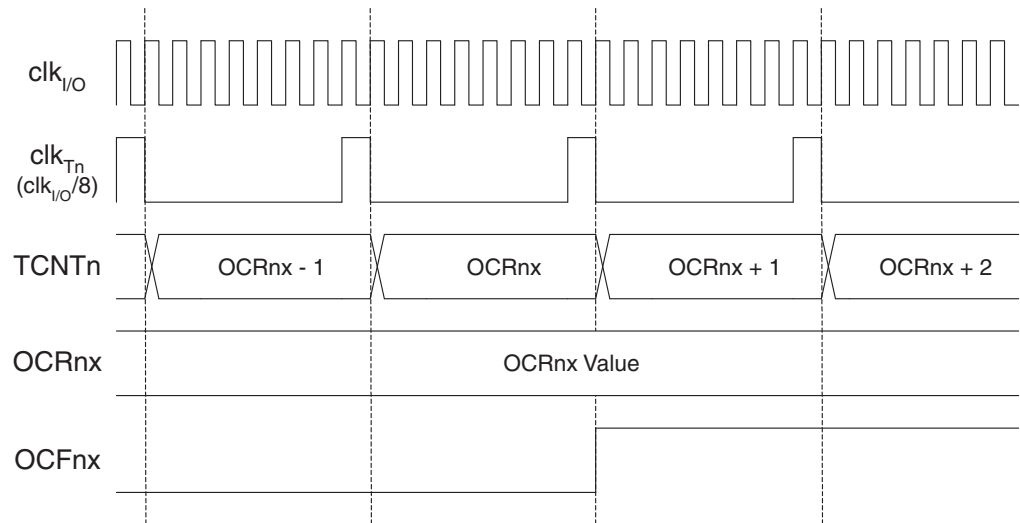 clkI/O
clkTn
(clkI/O/8)
TCNTn OCRnx - 1 OCRnx OCRnx + 1 OCRnx + 2
OCRnx OCRnx Value
OCFnx